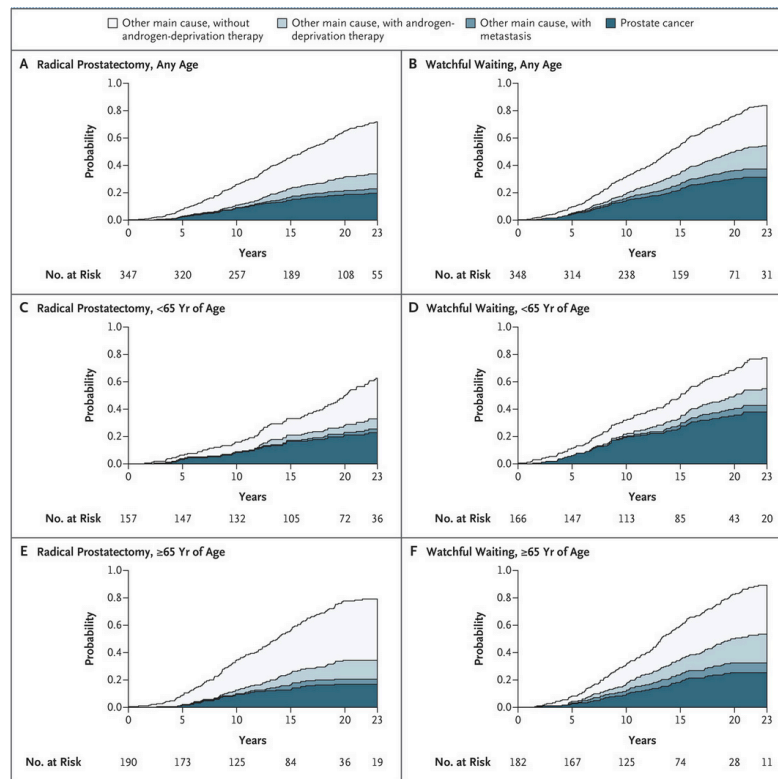 Other main cause, without androgen-deprivation therapy
Other main cause, with androgen-deprivation therapy
Other main cause, with metastasis
Prostate cancer
A Radical Prostatectomy, Any Age
1.0
0.8
0.6
0.4
0.2
0.0
Probability
0 5 10 15 20 23
Years
No. at Risk 347 320 257 189 108 55
B Watchful Waiting, Any Age
1.0
0.8
0.6
0.4
0.2
0.0
Probability
0 5 10 15 20 23
Years
348 314 238 159 71 31
C Radical Prostatectomy, <65 Yr of Age
1.0
0.8
0.6
0.4
0.2
0.0
Probability
0 5 10 15 20 23
Years
No. at Risk 157 147 132 105 72 36
D Watchful Waiting, <65 Yr of Age
1.0
0.8
0.6
0.4
0.2
0.0
Probability
0 5 10 15 20 23
Years
166 147 113 85 43 20
E Radical Prostatectomy, ≥65 Yr of Age
1.0
0.8
0.6
0.4
0.2
0.0
Probability
0 5 10 15 20 23
Years
No. at Risk 190 173 125 84 36 19
F Watchful Waiting, ≥65 Yr of Age
1.0
0.8
0.6
0.4
0.2
0.0
Probability
0 5 10 15 20 23
Years
182 167 125 74 28 11